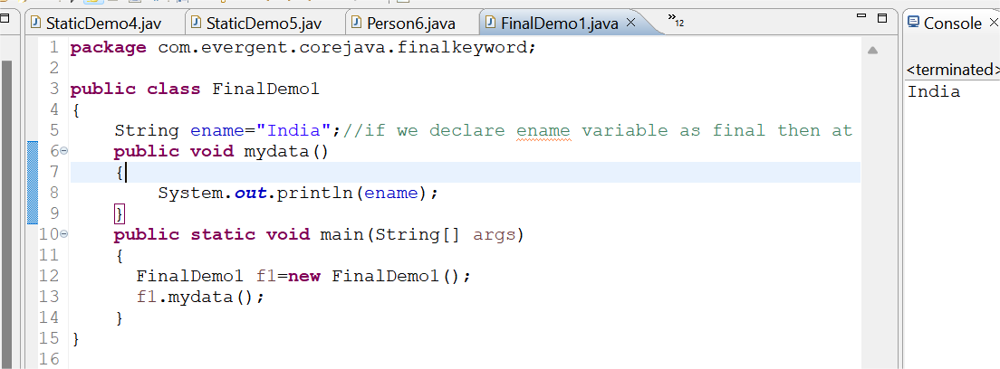 StaticDemo4.jav StaticDemo5.jav Person6.java FinalDemo1.java 12 Console
1 package com.evergent.corejava.finalkeyword;
<terminated>
2
3 public class FinalDemo1
India
4 {
5 String ename="India";//if we declare ename variable as final then at
6 public void mydata()
7 {
8 System.out.println(ename);
9 }
10 public static void main(String[] args)
11 {
12 FinalDemo1 f1=new FinalDemo1();
13 f1.mydata();
14 }
15 }
16